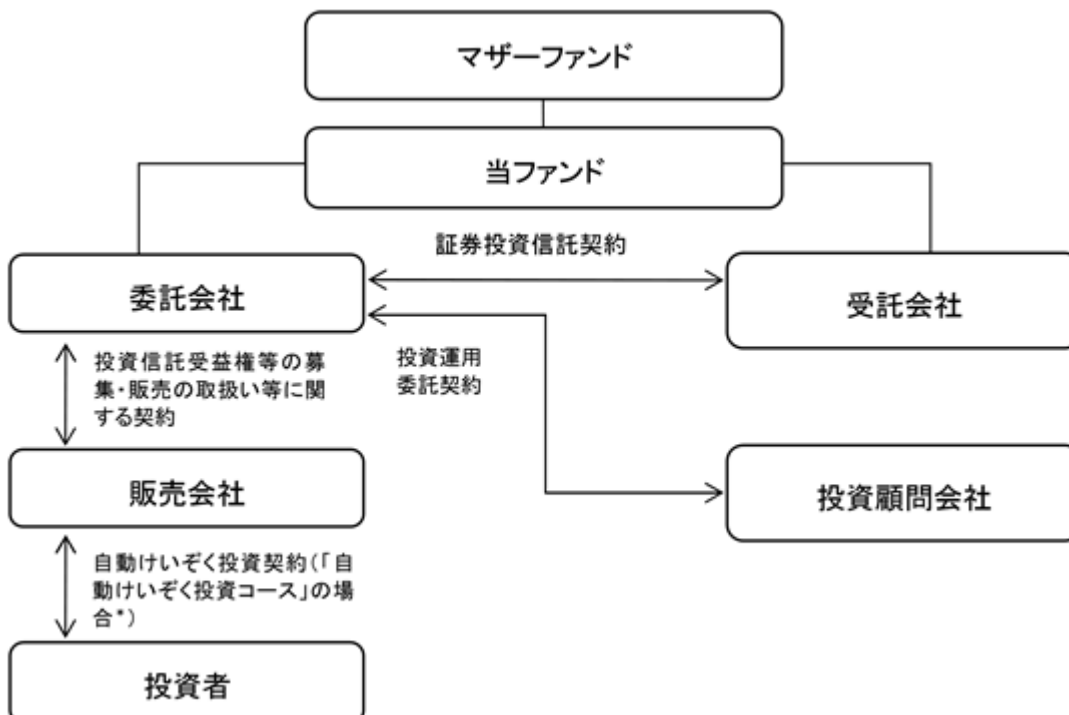 マザーファンド
当ファンド
証券投資信託契約
委託会社
受託会社
投資信託受益権等の募
集・販売の取扱い等に関
する契約
投資運用
委託契約
販売会社
投資顧問会社
自動けいぞく投資契約(「自
動けいぞく投資コース」の場
合*)
投資者